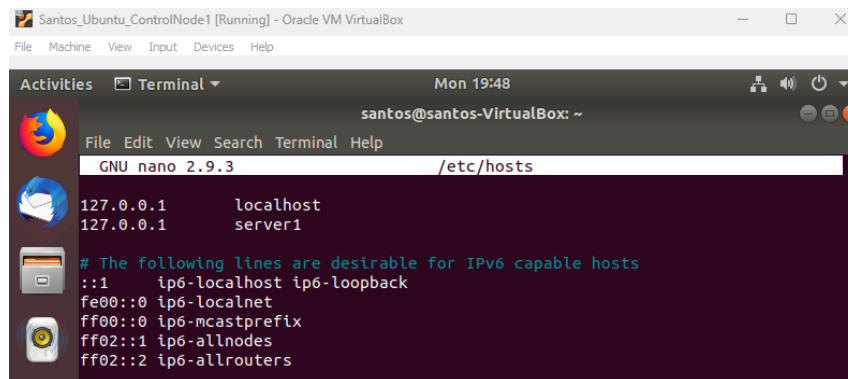 Santos_Ubuntu_ControlNode1 [Running] - Oracle VM VirtualBox
File Machine View Input Devices Help
Activities Terminal Mon 19:48
santos@santos-VirtualBox: ~
File Edit View Search Terminal Help
GNU nano 2.9.3 /etc/hosts
127.0.0.1 localhost
127.0.0.1 server1
# The following lines are desirable for IPv6 capable hosts
::1 ip6-localhost ip6-loopback
fe00::0 ip6-localnet
ff00::0 ip6-mcastprefix
ff02::1 ip6-allnodes
ff02::2 ip6-allrouters